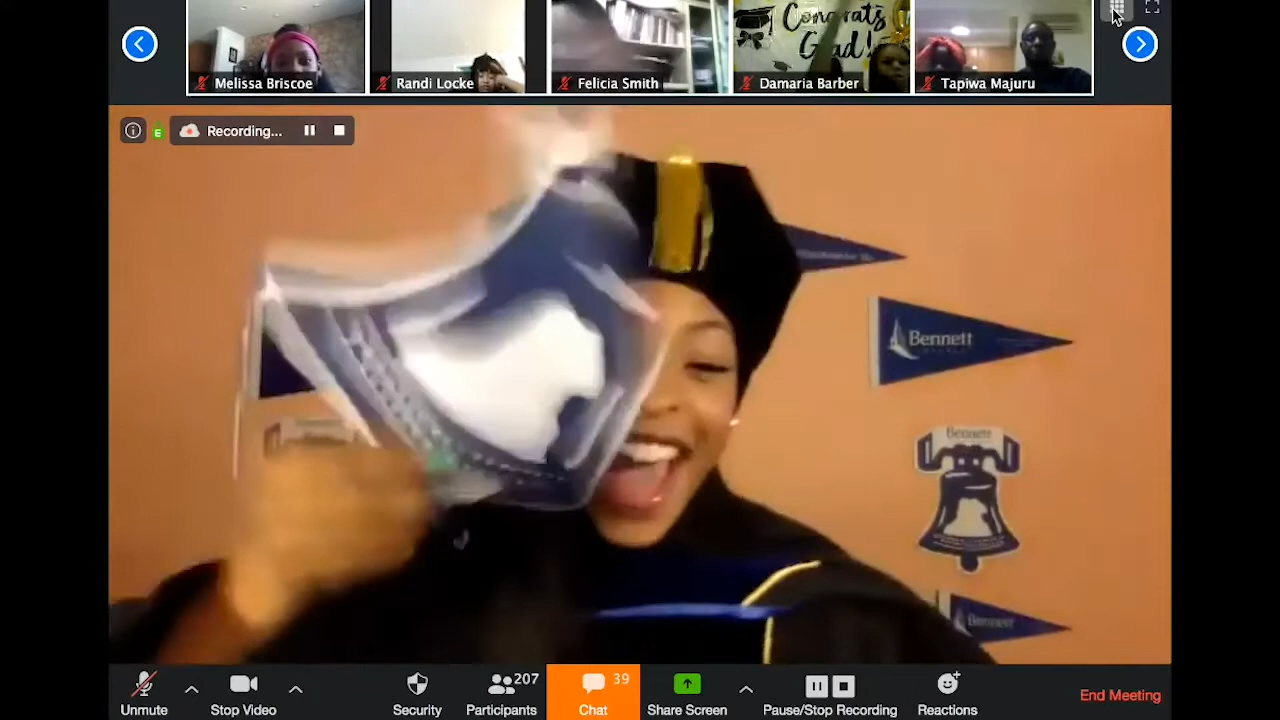 Congrats
Grad!
Melissa Briscoe
Randi Locke
Felicia Smith
Damaria Barber
Tapiwa Majuru
E
Recording...
Bennett
Bennett
Bennett
207
39
Unmute
Stop Video
Security
Participants
Chat
Share Screen
Pause/Stop Recording
Reactions
End Meeting